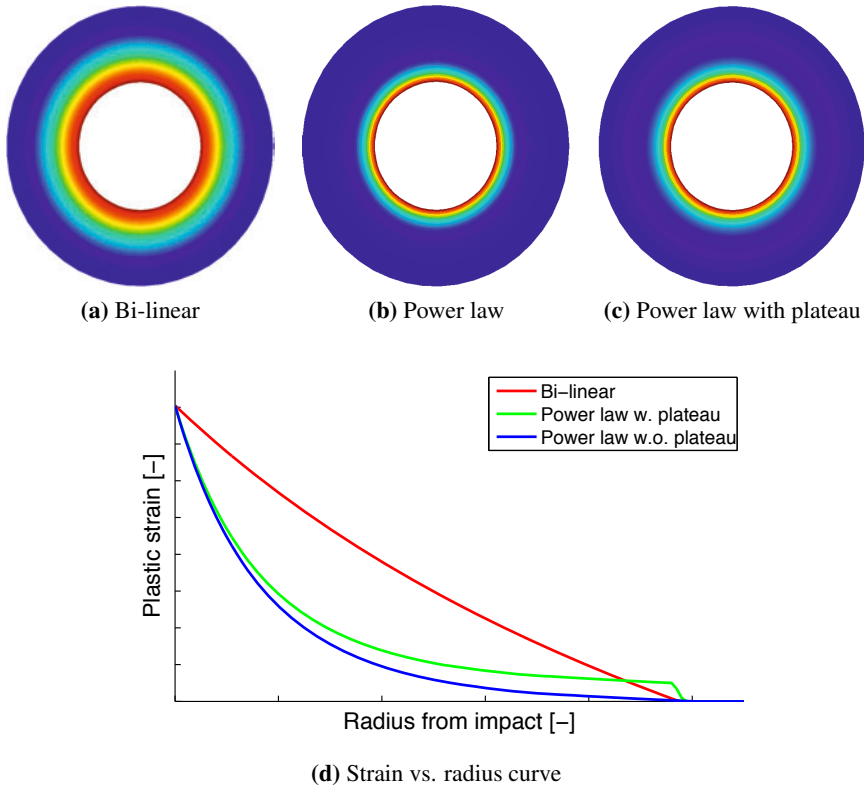 (a) Bi-linear
(b) Power law
(c) Power law with plateau
Bi−linear
Power law w. plateau
Power law w.o. plateau
Plastic strain [−]
Radius from impact [−]
(d) Strain vs. radius curve